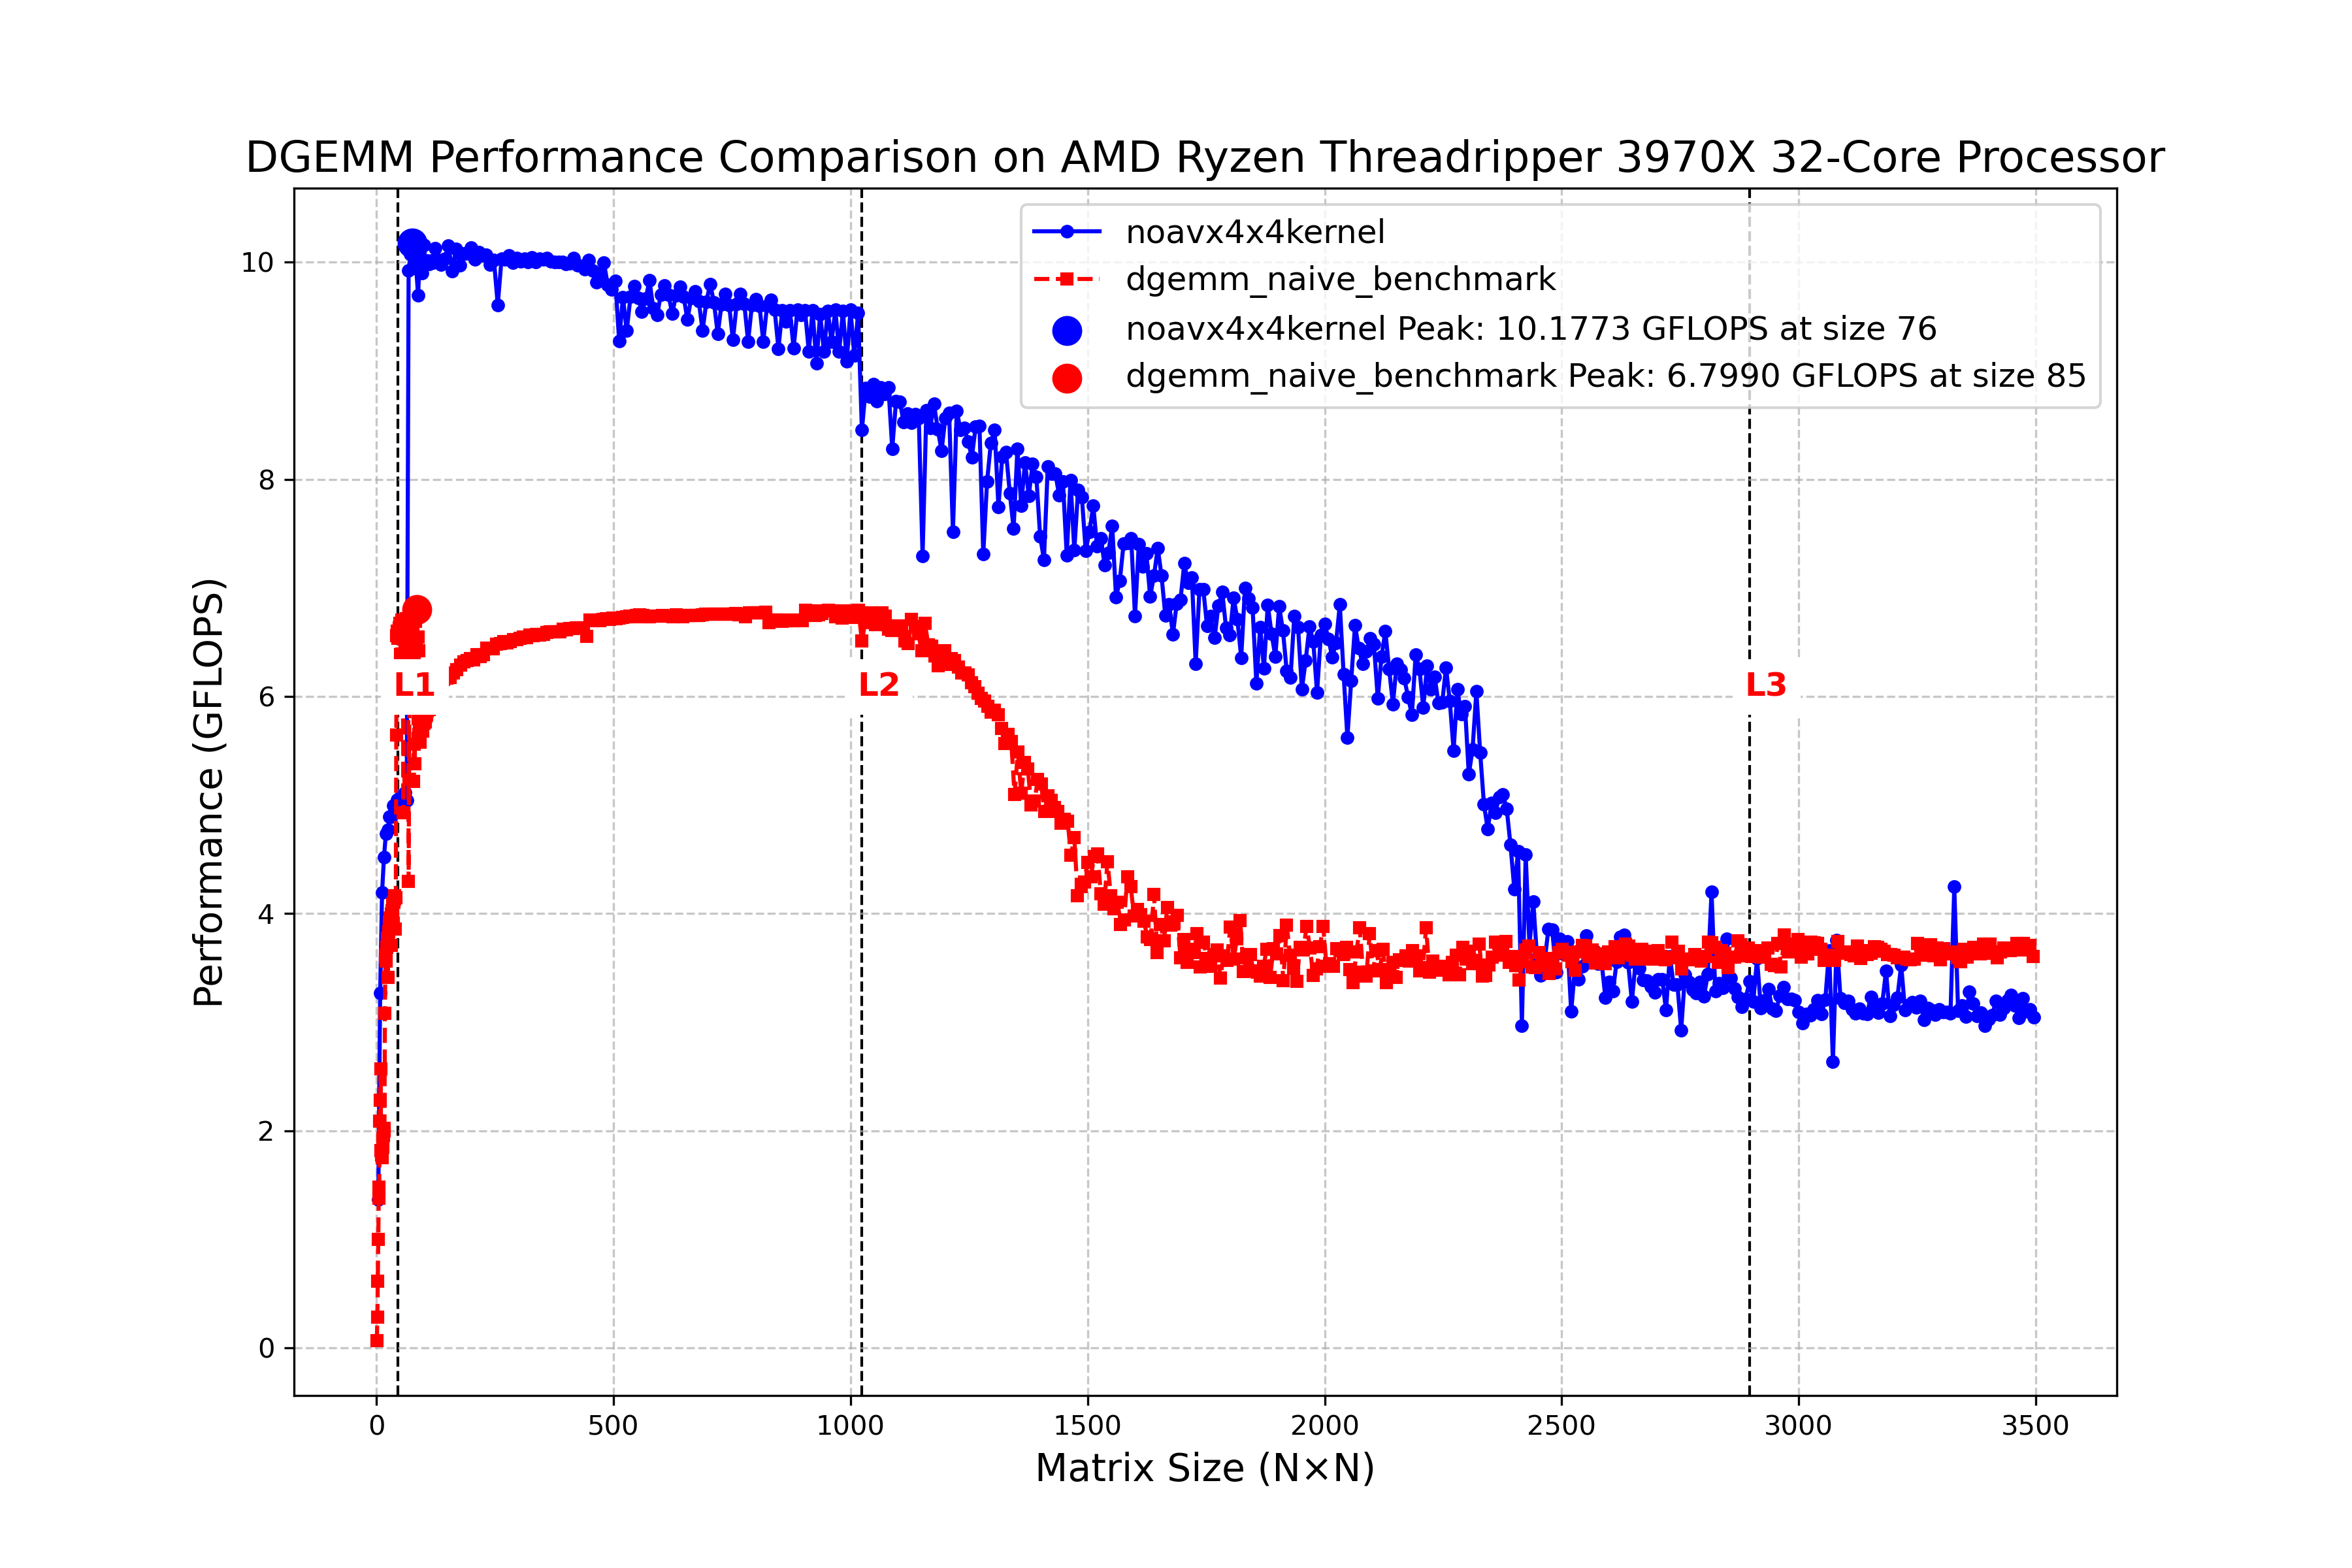 DGEMM Performance Comparison on AMD Ryzen Threadripper 3970X 32-Core Processor
noavx4x4kernel
dgemm_naive_benchmark
noavx4x4kernel Peak: 10.1773 GFLOPS at size 76
dgemm_naive_benchmark Peak: 6.7990 GFLOPS at size 85
Performance (GFLOPS)
10
8
6
4
2
0
L1
L2
L3
0
500
1000
1500
2000
2500
3000
3500
Matrix Size (N×N)